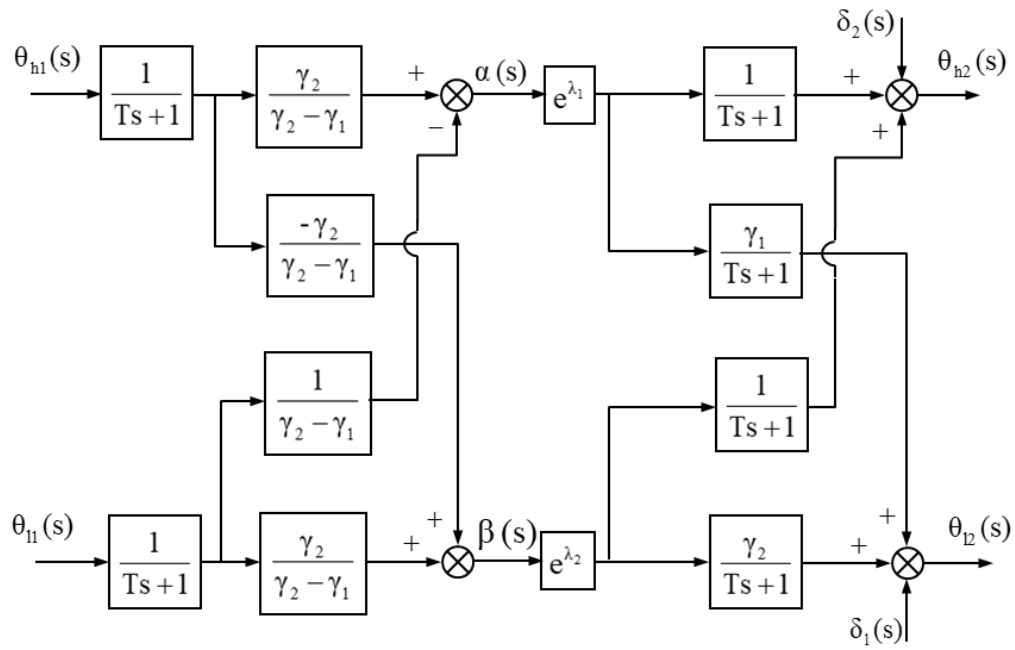 θh1(s)
1
Ts+1
γ2
γ2−γ1
+
−
α(s)
e^λ1
1
Ts+1
δ2(s)
+
+
θh2(s)
-γ2
γ2−γ1
γ1
Ts+1
1
γ2−γ1
1
Ts+1
θl1(s)
1
Ts+1
γ2
γ2−γ1
+
+
β(s)
e^λ2
γ2
Ts+1
+
+
θl2(s)
δ1(s)